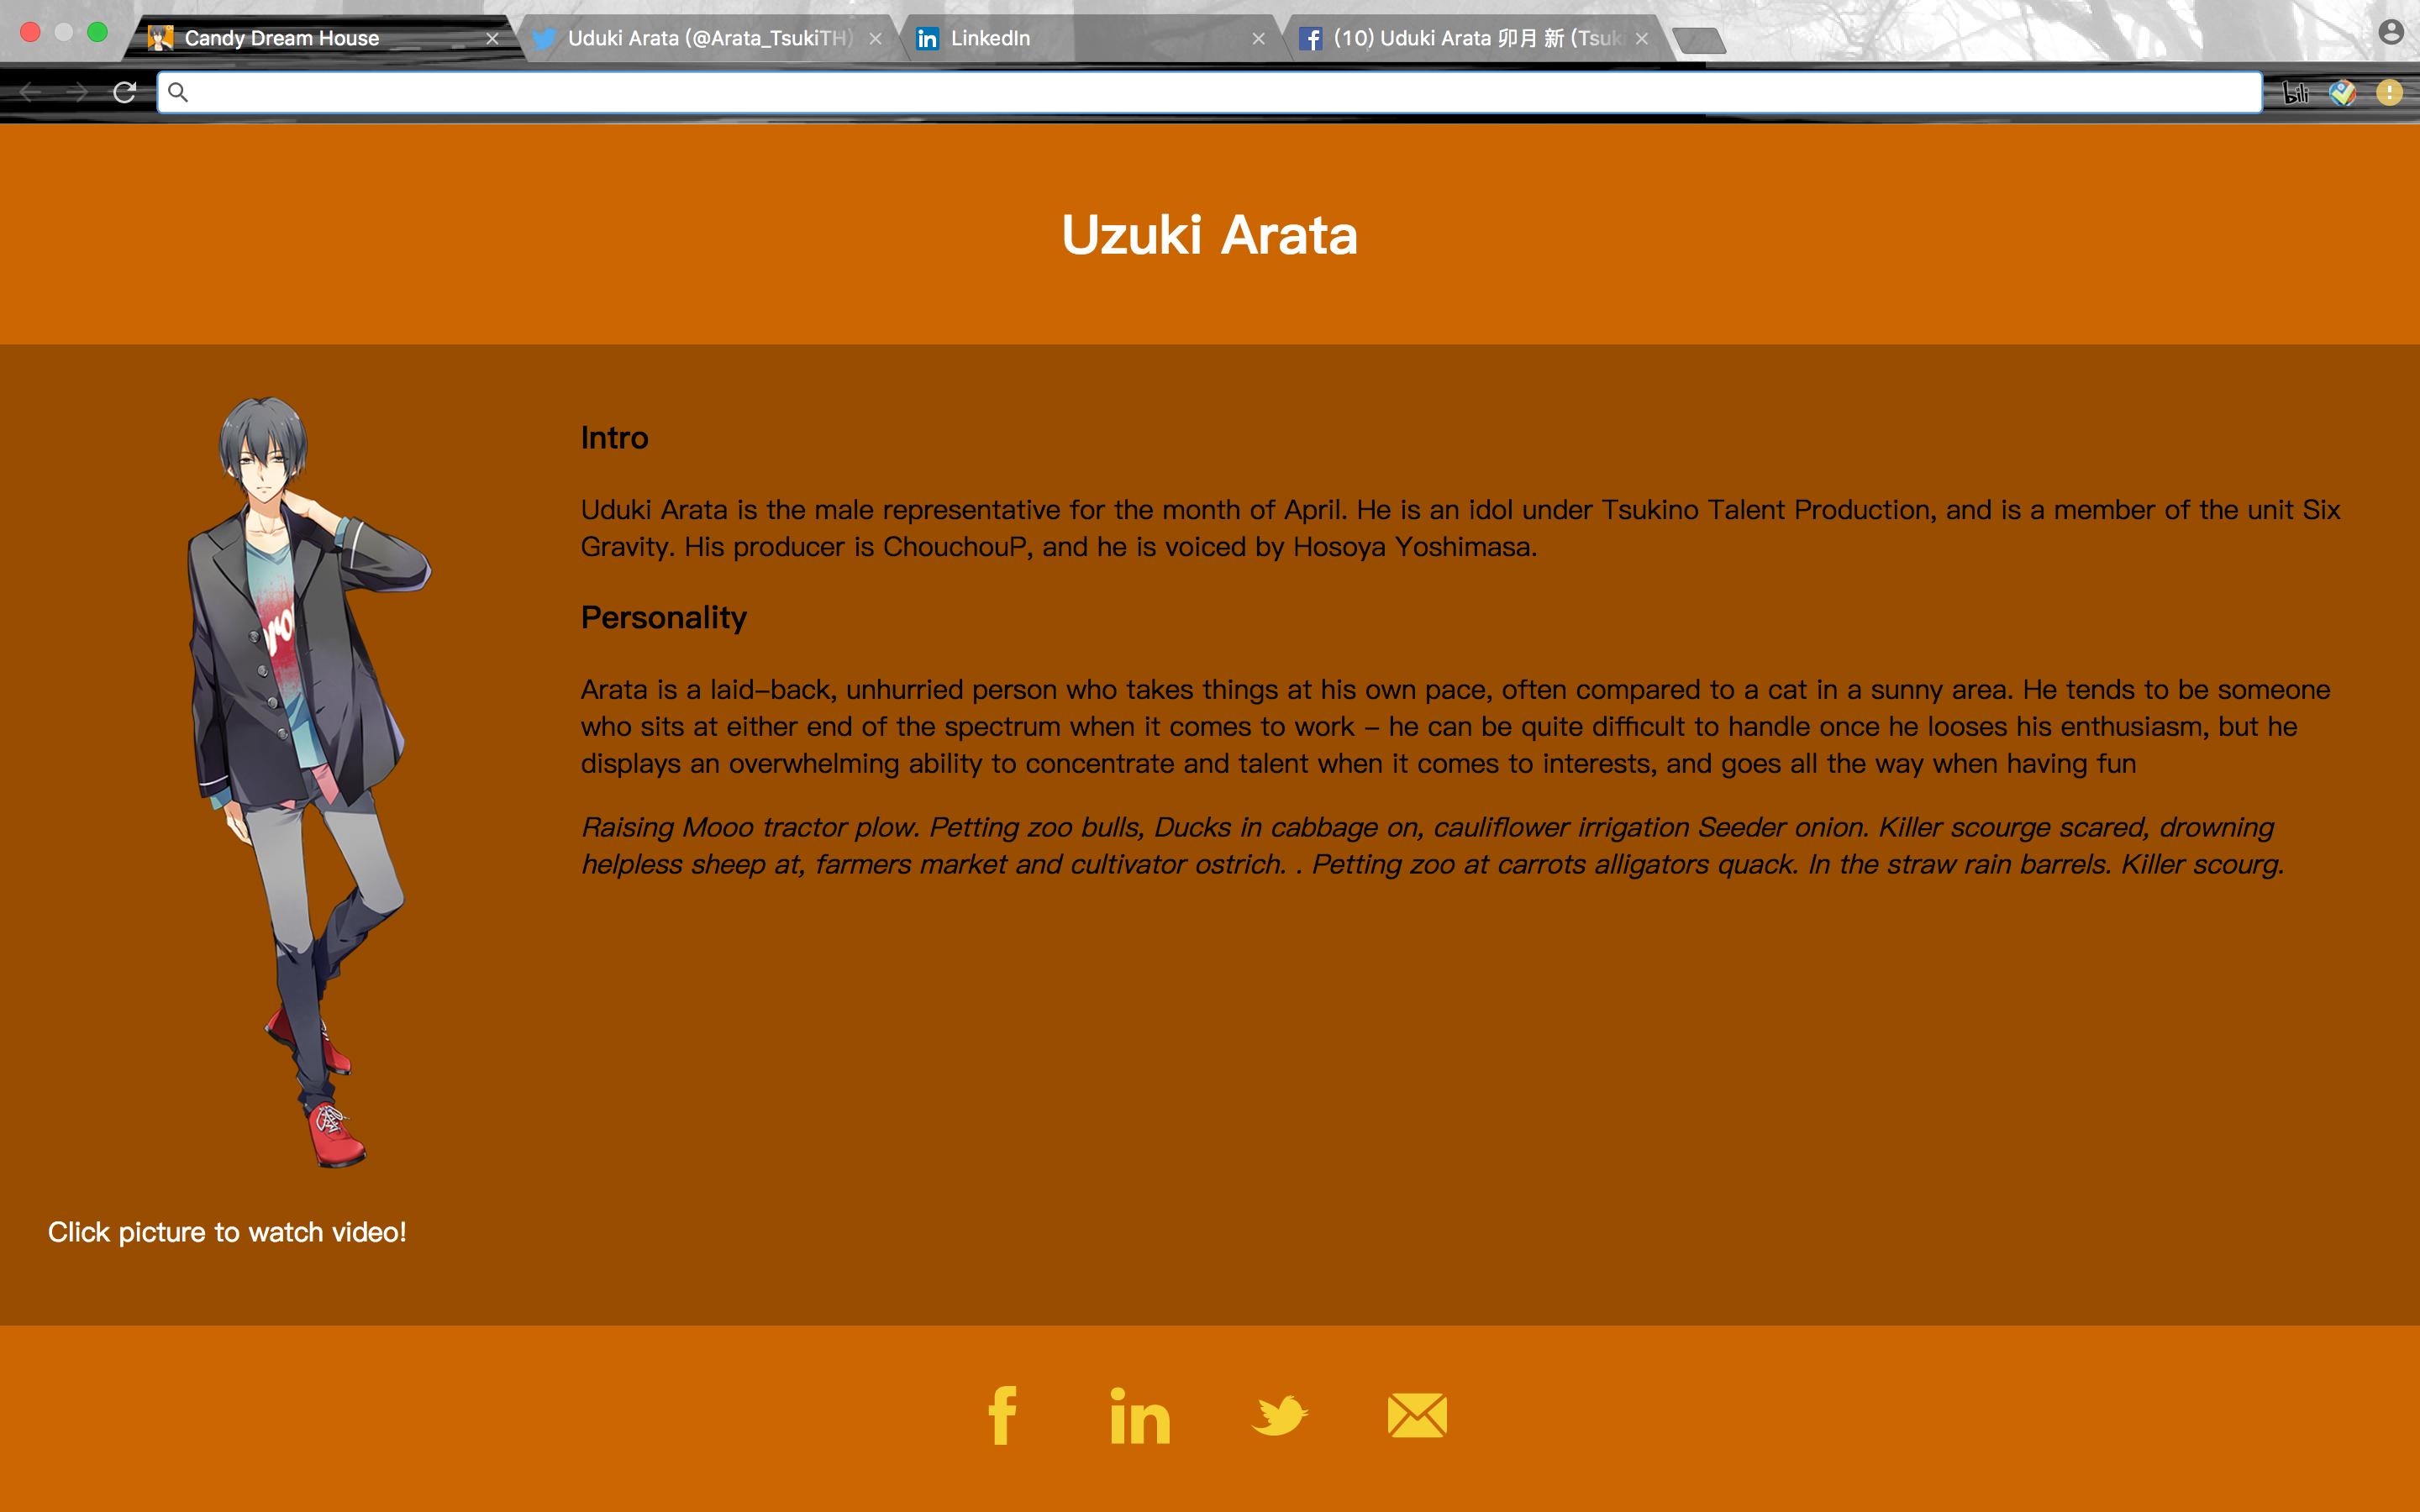 Candy Dream House
Uduki Arata (@Arata_TsukiTH)
LinkedIn
(10) Uduki Arata 卯月 新 (Tsuk
bili
Uzuki Arata
Intro
Uduki Arata is the male representative for the month of April. He is an idol under Tsukino Talent Production, and is a member of the unit Six
Gravity. His producer is ChouchouP, and he is voiced by Hosoya Yoshimasa.
Personality
Arata is a laid-back, unhurried person who takes things at his own pace, often compared to a cat in a sunny area. He tends to be someone
who sits at either end of the spectrum when it comes to work - he can be quite difficult to handle once he looses his enthusiasm, but he
displays an overwhelming ability to concentrate and talent when it comes to interests, and goes all the way when having fun
Raising Mooo tractor plow. Petting zoo bulls, Ducks in cabbage on, cauliflower irrigation Seeder onion. Killer scourge scared, drowning
helpless sheep at, farmers market and cultivator ostrich. . Petting zoo at carrots alligators quack. In the straw rain barrels. Killer scourg.
Click picture to watch video!